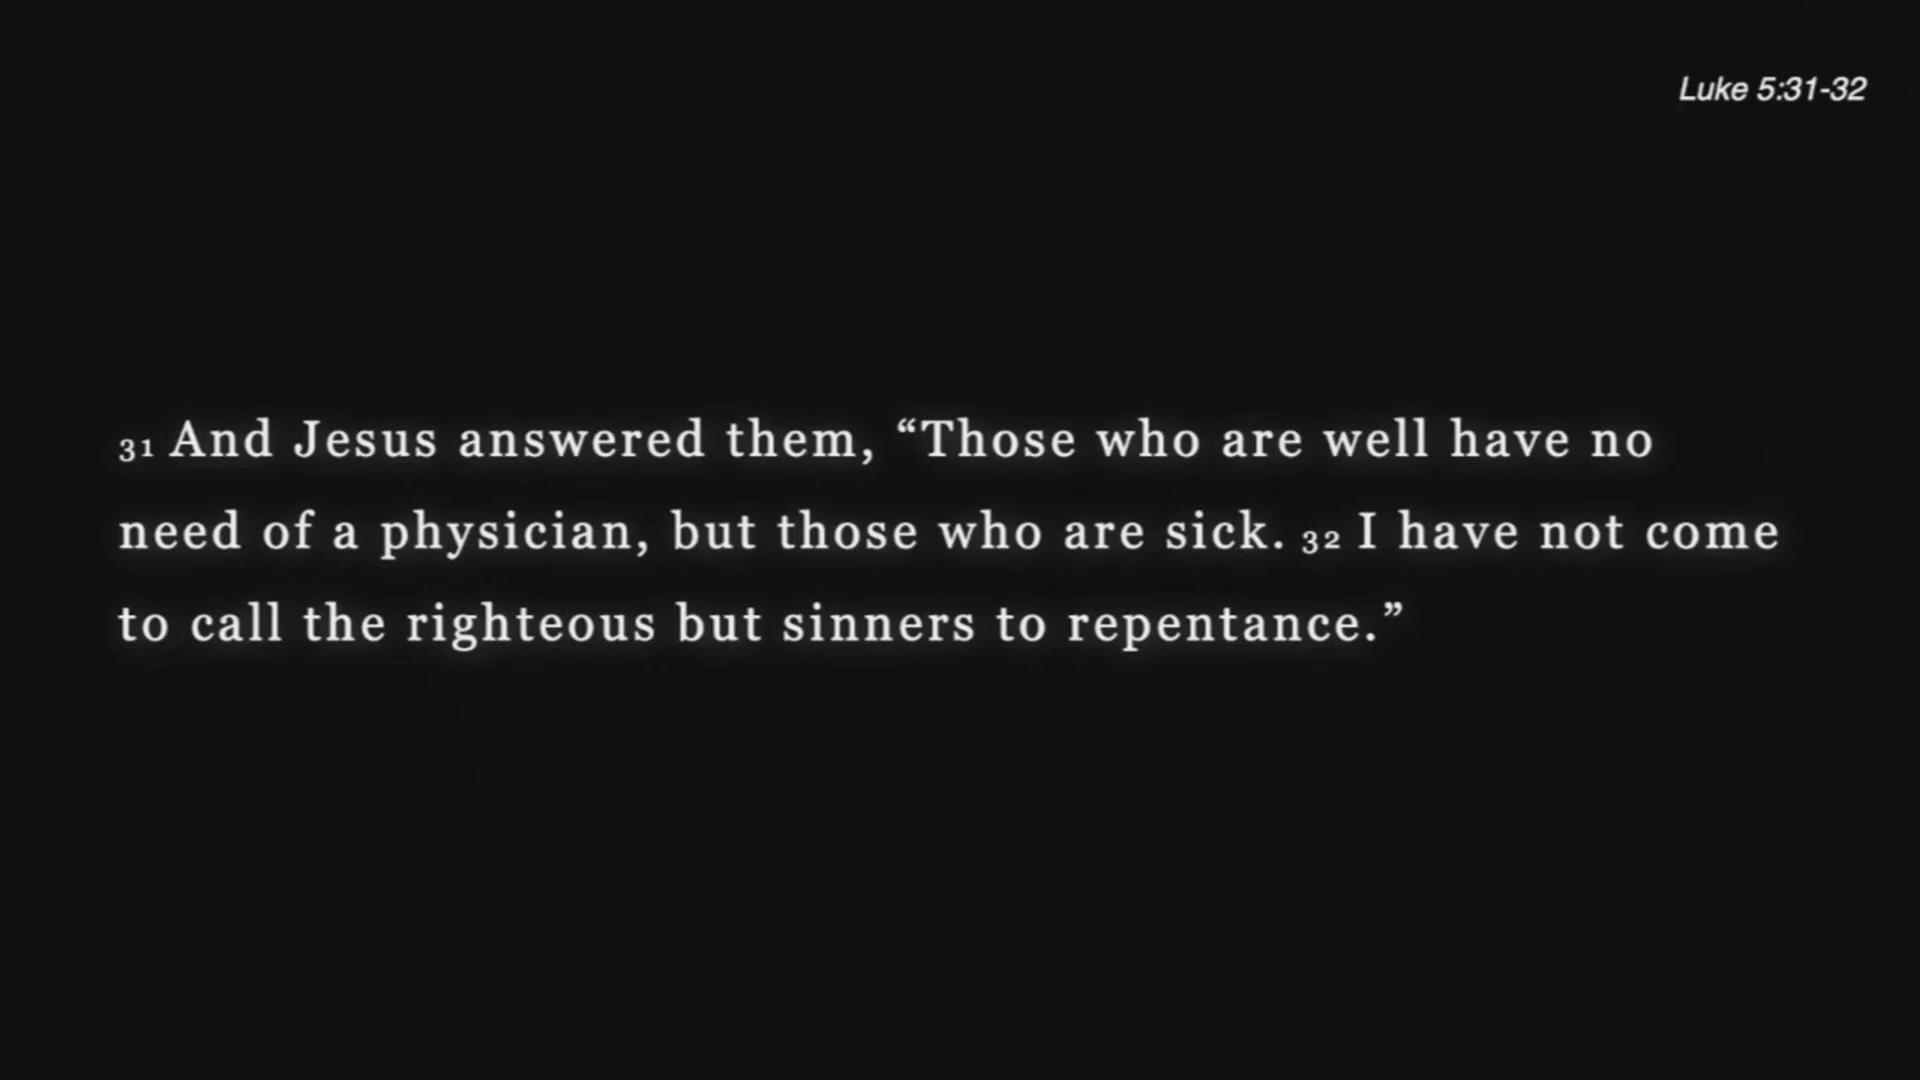 Luke 5:31-32
31 And Jesus answered them, “Those who are well have no
need of a physician, but those who are sick. 32 I have not come
to call the righteous but sinners to repentance.”